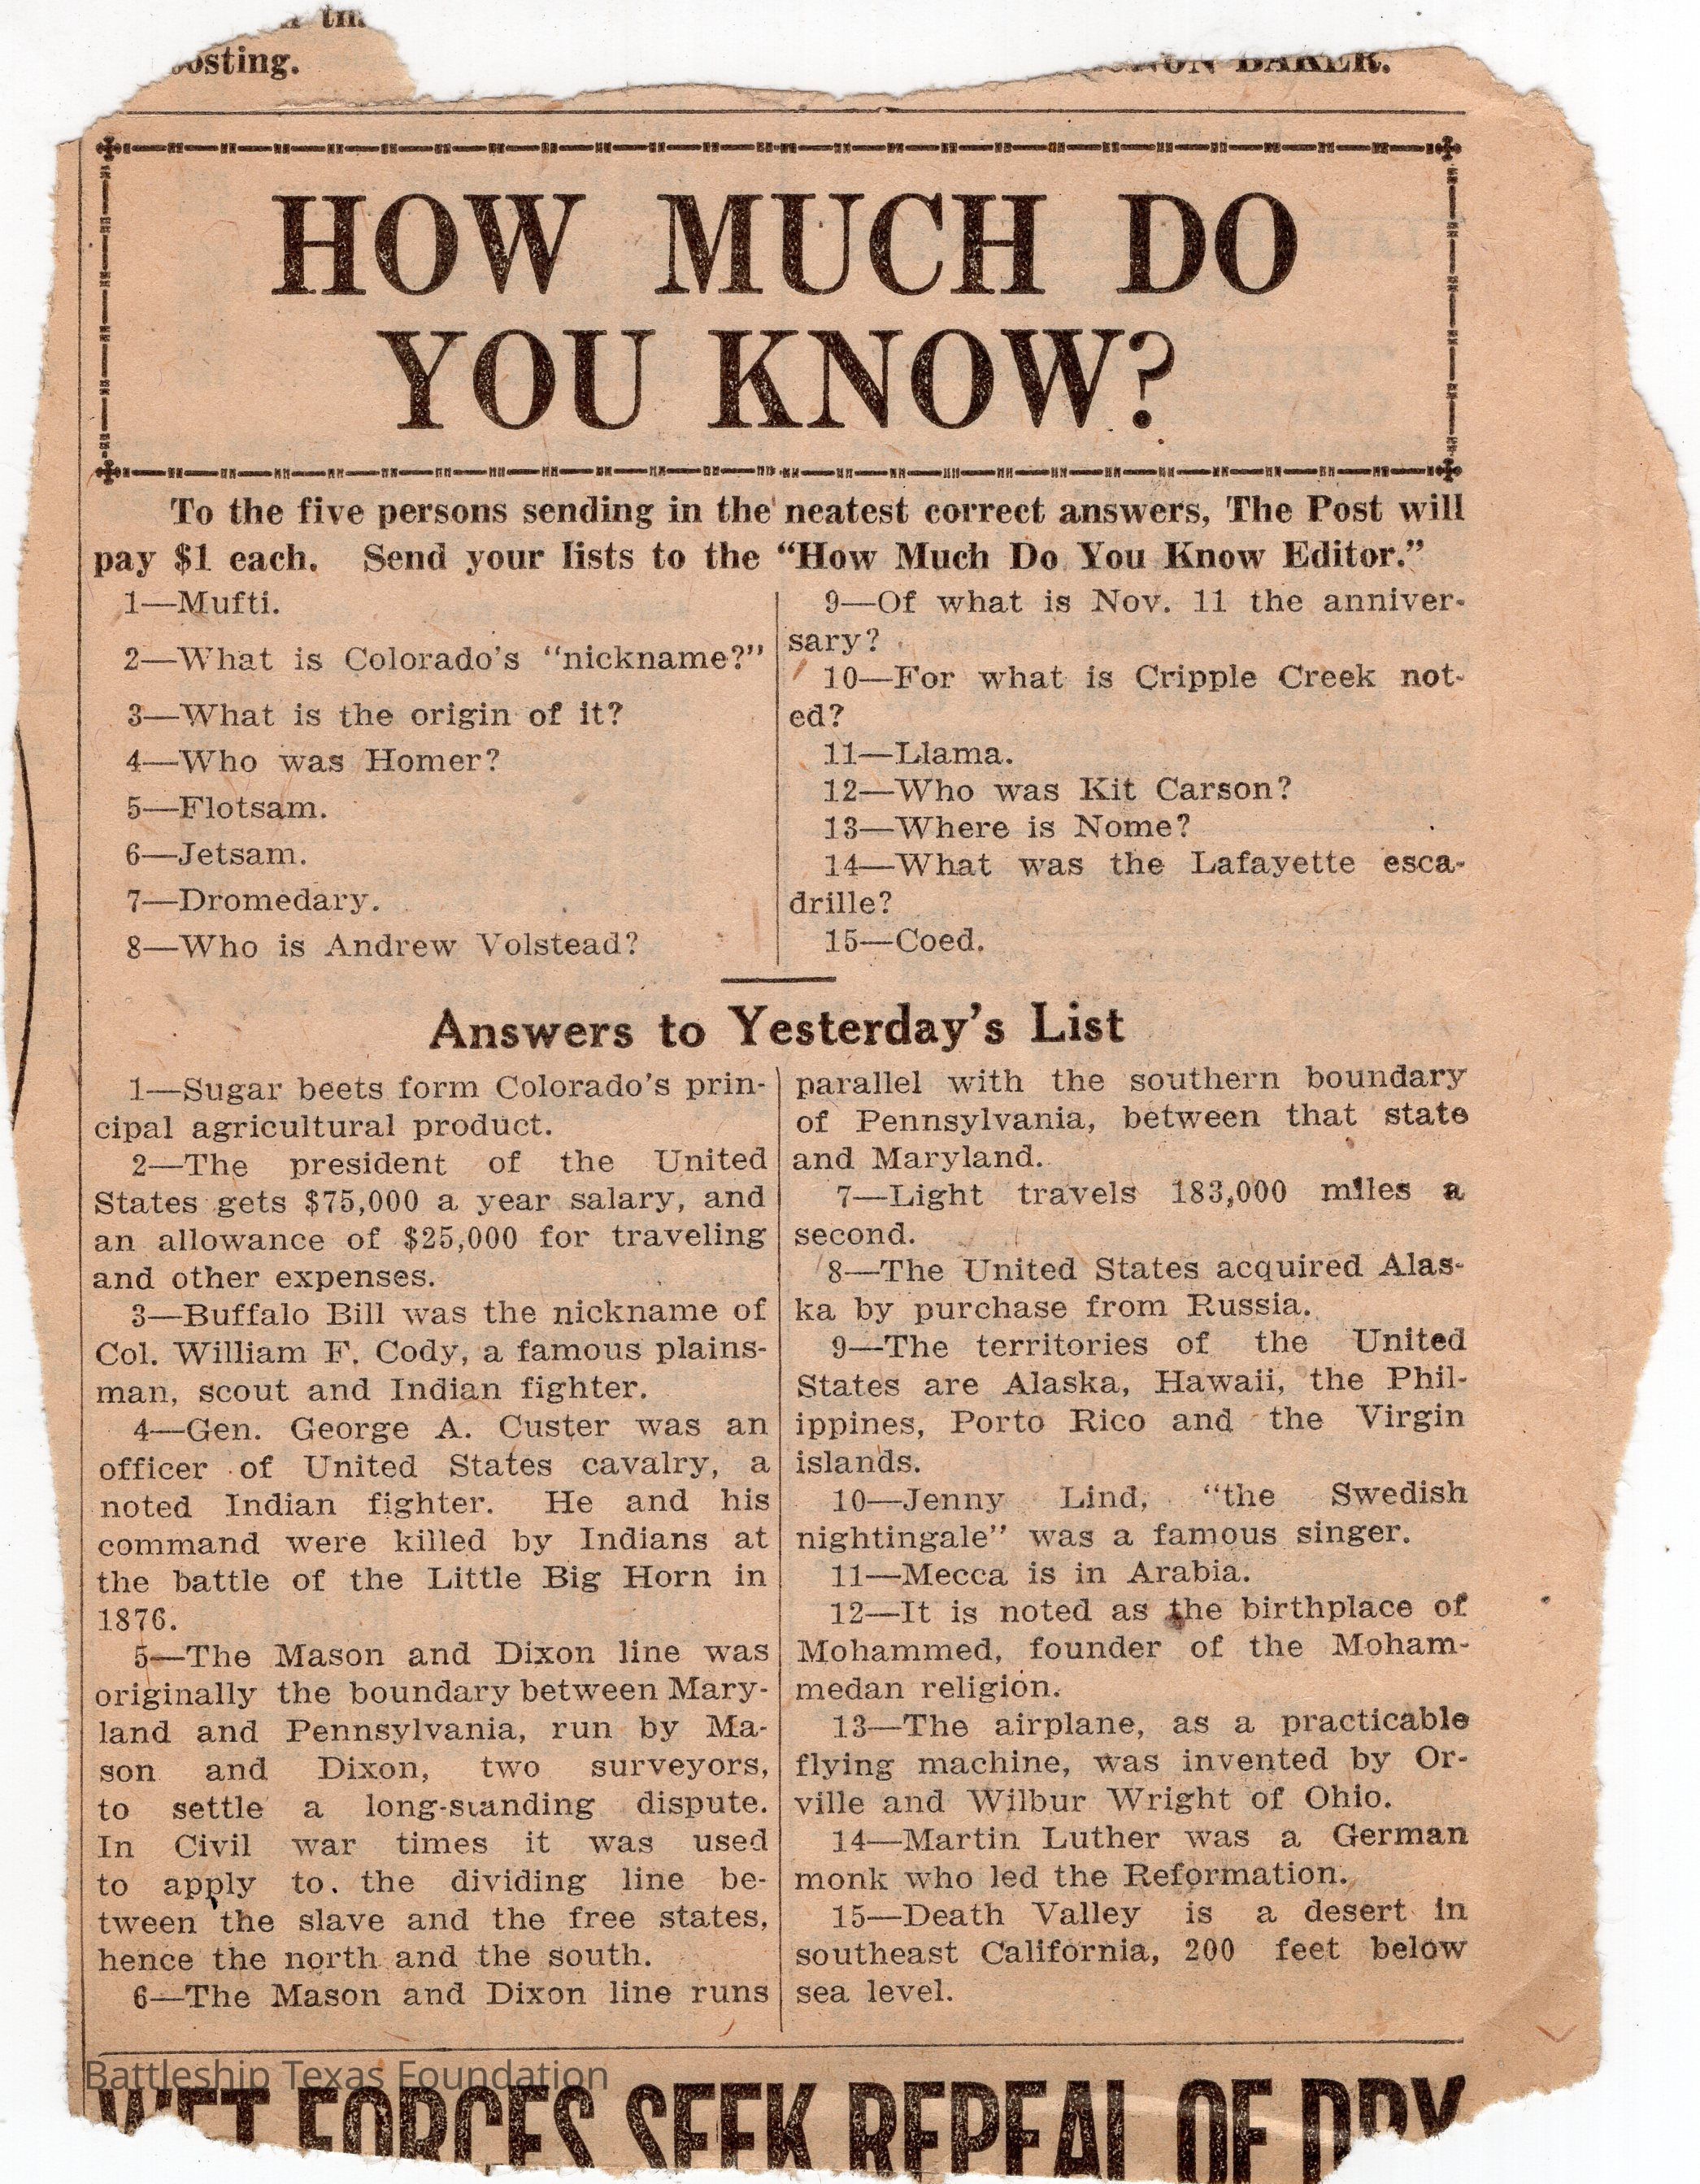 osting.
BAKER.
HOW MUCH DO
YOU KNOW?
To the five persons sending in the neatest correct answers, The Post will
pay $1 each. Send your lists to the “How Much Do You Know Editor.”
1—Mufti.
2—What is Colorado’s “nickname?”
3—What is the origin of it?
4—Who was Homer?
5—Flotsam.
6—Jetsam.
7—Dromedary.
8—Who is Andrew Volstead?
9—Of what is Nov. 11 the anniver-
sary?
10—For what is Cripple Creek not-
ed?
11—Llama.
12—Who was Kit Carson?
13—Where is Nome?
14—What was the Lafayette esca-
drille?
15—Coed.
Answers to Yesterday’s List
1—Sugar beets form Colorado’s prin-
cipal agricultural product.
2—The president of the United
States gets $75,000 a year salary, and
an allowance of $25,000 for traveling
and other expenses.
3—Buffalo Bill was the nickname of
Col. William F. Cody, a famous plains-
man, scout and Indian fighter.
4—Gen. George A. Custer was an
officer of United States cavalry, a
noted Indian fighter. He and his
command were killed by Indians at
the battle of the Little Big Horn in
1876.
5—The Mason and Dixon line was
originally the boundary between Mary-
land and Pennsylvania, run by Ma-
son and Dixon, two surveyors,
to settle a long-standing dispute.
In Civil war times it was used
to apply to. the dividing line be-
tween the slave and the free states,
hence the north and the south.
6—The Mason and Dixon line runs
parallel with the southern boundary
of Pennsylvania, between that state
and Maryland.
7—Light travels 183,000 miles a
second.
8—The United States acquired Alas-
ka by purchase from Russia.
9—The territories of the United
States are Alaska, Hawaii, the Phil-
ippines, Porto Rico and the Virgin
islands.
10—Jenny Lind, “the Swedish
nightingale” was a famous singer.
11—Mecca is in Arabia.
12—It is noted as the birthplace of
Mohammed, founder of the Moham-
medan religion.
13—The airplane, as a practicable
flying machine, was invented by Or-
ville and Wilbur Wright of Ohio.
14—Martin Luther was a German
monk who led the Reformation.
15—Death Valley is a desert in
southeast California, 200 feet below
sea level.
Battleship Texas Foundation
WET FORCES SEEK REPEAL OF DRY